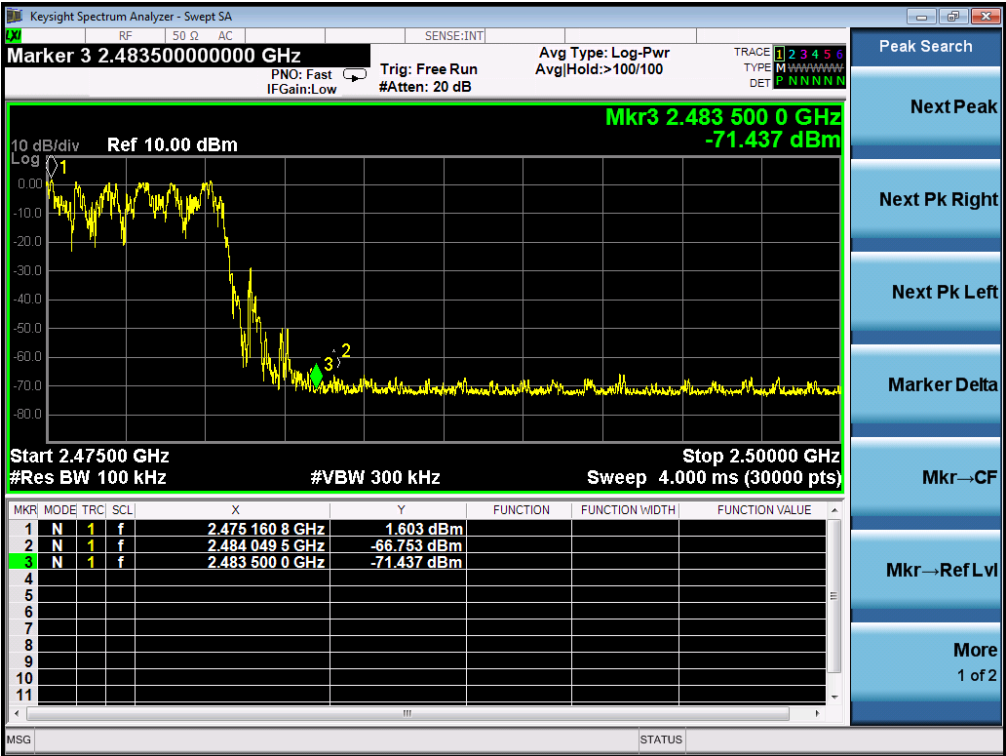 Keysight Spectrum Analyzer - Swept SA
LXI RF 50 Ω AC SENSE:INT
Marker 3 2.483500000000 GHz
PNO: Fast
IFGain:Low
Trig: Free Run
#Atten: 20 dB
Avg Type: Log-Pwr
Avg|Hold:>100/100
TRACE 1 2 3 4 5 6
TYPE M W W W W W
DET P N N N N N
Mkr3 2.483 500 0 GHz
-71.437 dBm
10 dB/div Ref 10.00 dBm
Log
1
0.00
-10.0
-20.0
-30.0
-40.0
-50.0
2
-60.0
3
-70.0
-80.0
Start 2.47500 GHz Stop 2.50000 GHz
#Res BW 100 kHz #VBW 300 kHz Sweep 4.000 ms (30000 pts)
MKR MODE TRC SCL X Y FUNCTION FUNCTION WIDTH FUNCTION VALUE
1 N 1 f 2.475 160 8 GHz 1.603 dBm
2 N 1 f 2.484 049 5 GHz -66.753 dBm
3 N 1 f 2.483 500 0 GHz -71.437 dBm
4
5
6
7
8
9
10
11
MSG STATUS
Peak Search
Next Peak
Next Pk Right
Next Pk Left
Marker Delta
Mkr→CF
Mkr→Ref Lvl
More
1 of 2